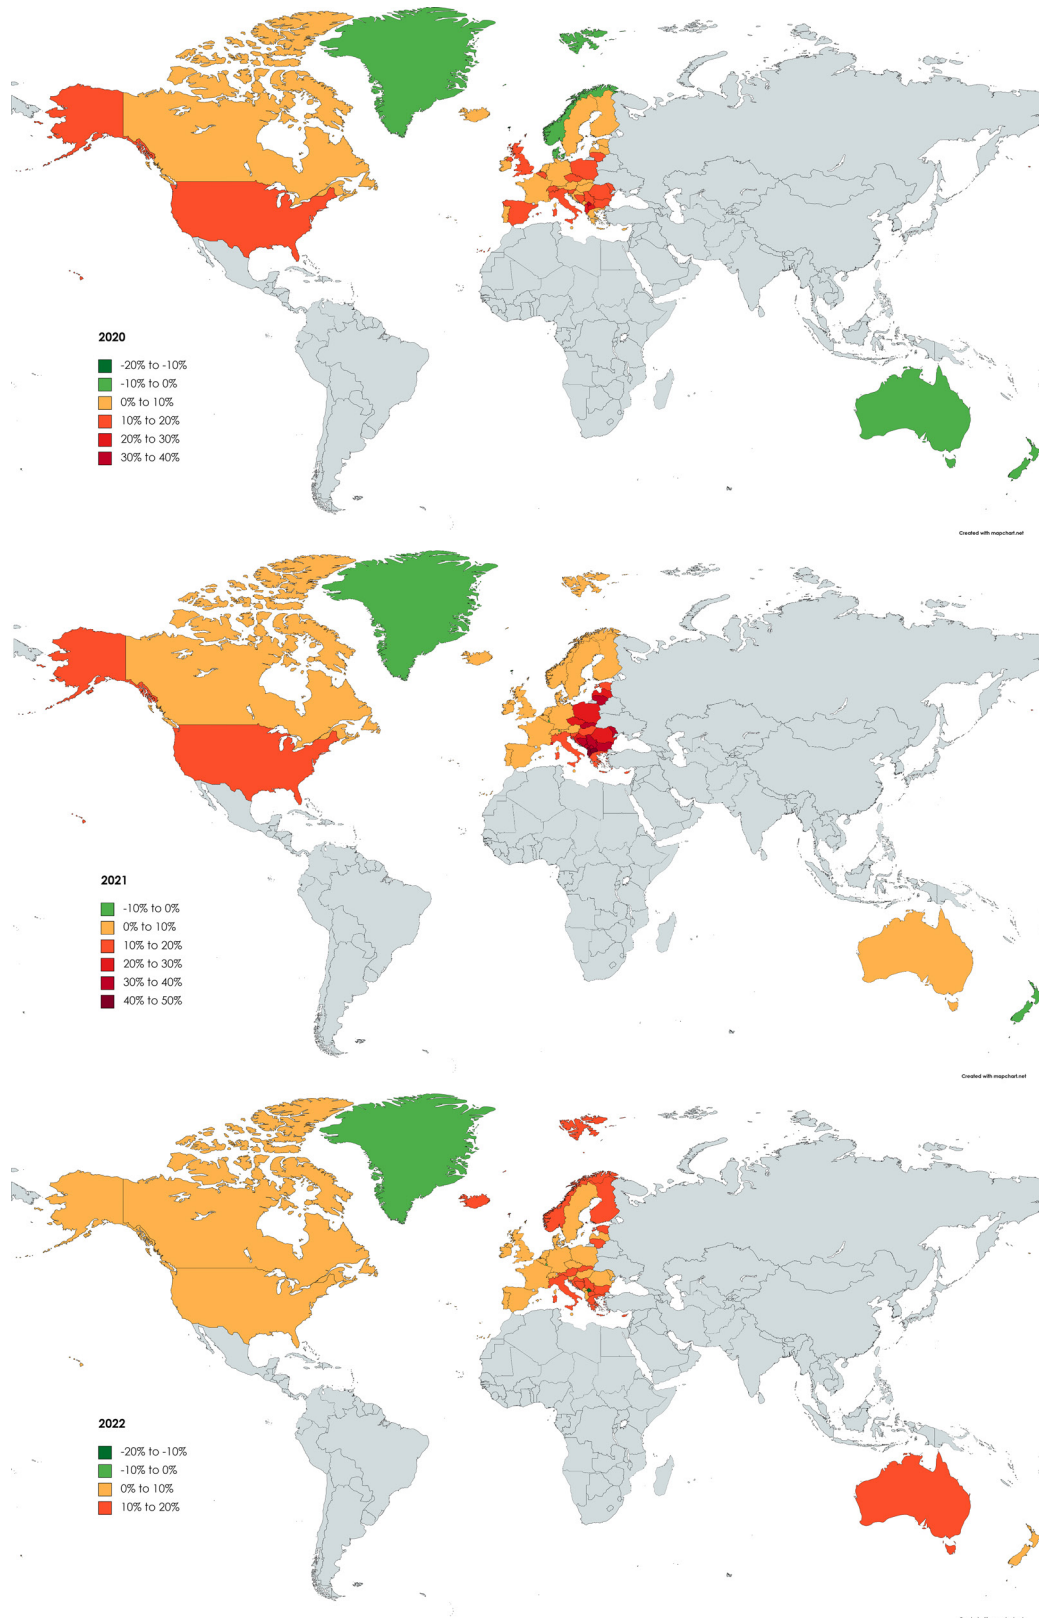 2020
-20% to -10%
-10% to 0%
0% to 10%
10% to 20%
20% to 30%
30% to 40%
Created with mapchart.net
2021
-10% to 0%
0% to 10%
10% to 20%
20% to 30%
30% to 40%
40% to 50%
Created with mapchart.net
2022
-20% to -10%
-10% to 0%
0% to 10%
10% to 20%